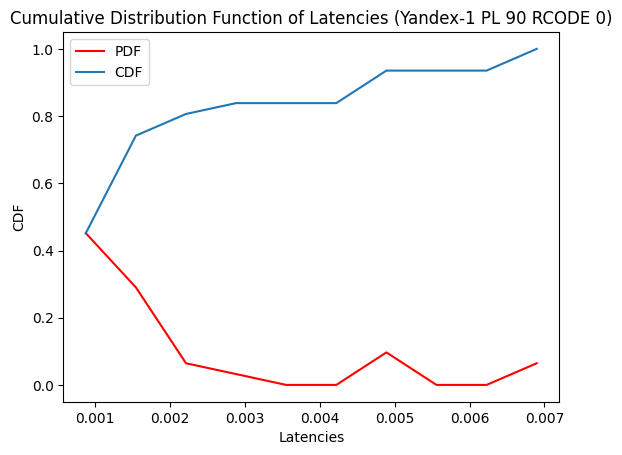 Cumulative Distribution Function of Latencies (Yandex-1 PL 90 RCODE 0)
PDF
CDF
1.0
0.8
0.6
0.4
0.2
0.0
CDF
0.001 0.002 0.003 0.004 0.005 0.006 0.007
Latencies